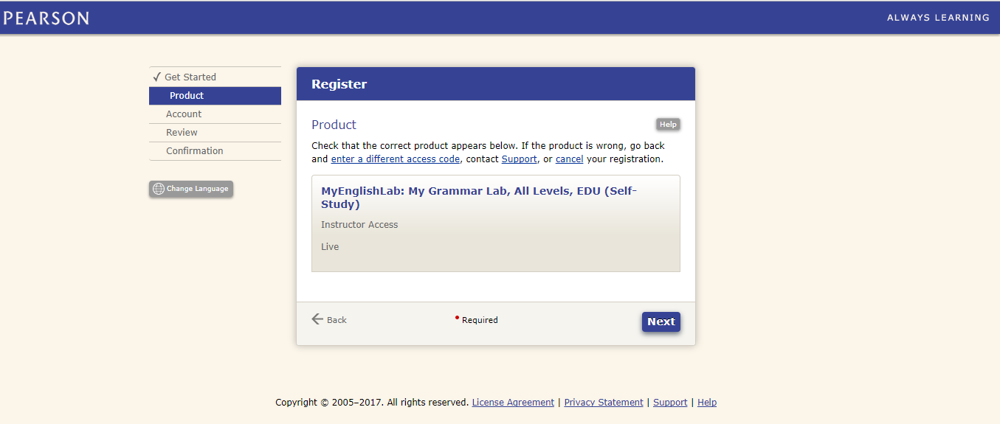 PEARSON
ALWAYS LEARNING
Get Started
Product
Account
Review
Confirmation
Change Language
Register
Product
Help
Check that the correct product appears below. If the product is wrong, go back
and enter a different access code, contact Support, or cancel your registration.
MyEnglishLab: My Grammar Lab, All Levels, EDU (Self-
Study)
Instructor Access
Live
Back
Required
Next
Copyright © 2005–2017. All rights reserved. License Agreement | Privacy Statement | Support | Help